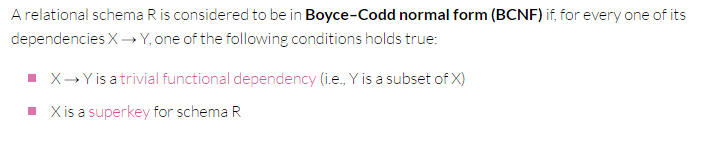 A relational schema R is considered to be in Boyce–Codd normal form (BCNF) if, for every one of its
dependencies X → Y, one of the following conditions holds true:
X → Y is a trivial functional dependency (i.e., Y is a subset of X)
X is a superkey for schema R